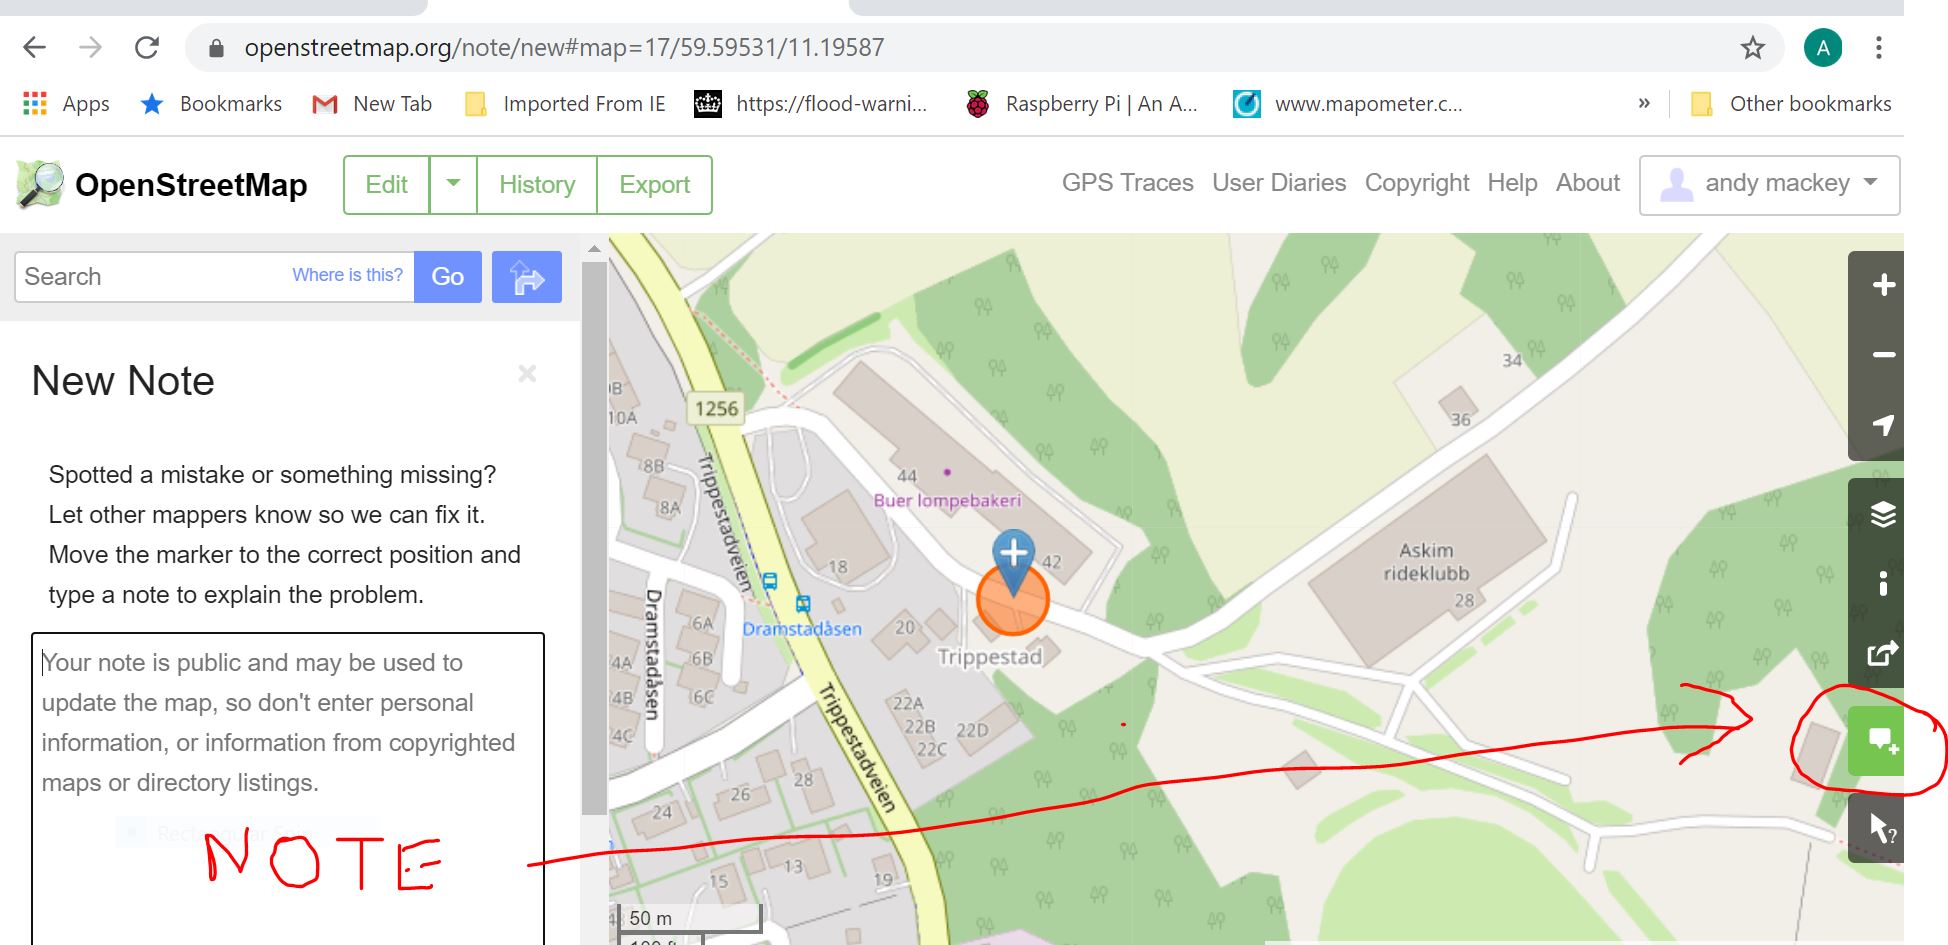 openstreetmap.org/note/new#map=17/59.59531/11.19587
A
Apps
Bookmarks
New Tab
Imported From IE
https://flood-warni...
Raspberry Pi | An A...
www.mapometer.c...
»
Other bookmarks
OpenStreetMap
Edit
History
Export
GPS Traces
User Diaries
Copyright
Help
About
andy mackey
Search
Where is this?
Go
New Note
×
Spotted a mistake or something missing?
Let other mappers know so we can fix it.
Move the marker to the correct position and
type a note to explain the problem.
Your note is public and may be used to
update the map, so don't enter personal
information, or information from copyrighted
maps or directory listings.
NOTE
1256
10A
8B
8A
Trippestadveien
44
Buer lompebakeri
42
18
34
36
Askim
rideklubb
28
Dramstadåsen
Dramstadåsen
6A
6B
6C
4A
4B
4C
20
Trippestad
22A
22B
22C
22D
Trippestadveien
28
26
24
13
15
19
50 m
100 ft
?